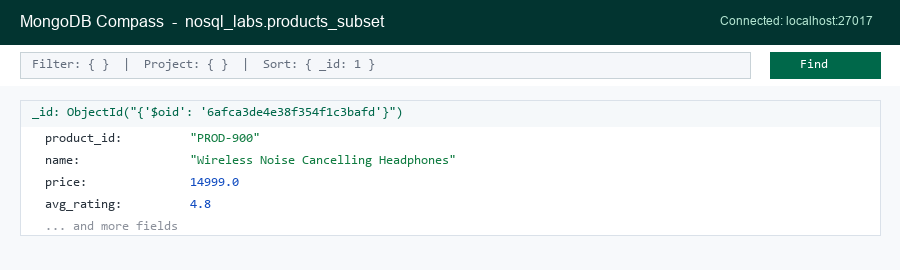 MongoDB Compass - nosql_labs.products_subset
Connected: localhost:27017
Filter: { } | Project: { } | Sort: { _id: 1 }
Find
_id: ObjectId("{'$oid': '6afca3de4e38f354f1c3bafd'}")
product_id: "PROD-900"
name: "Wireless Noise Cancelling Headphones"
price: 14999.0
avg_rating: 4.8
... and more fields